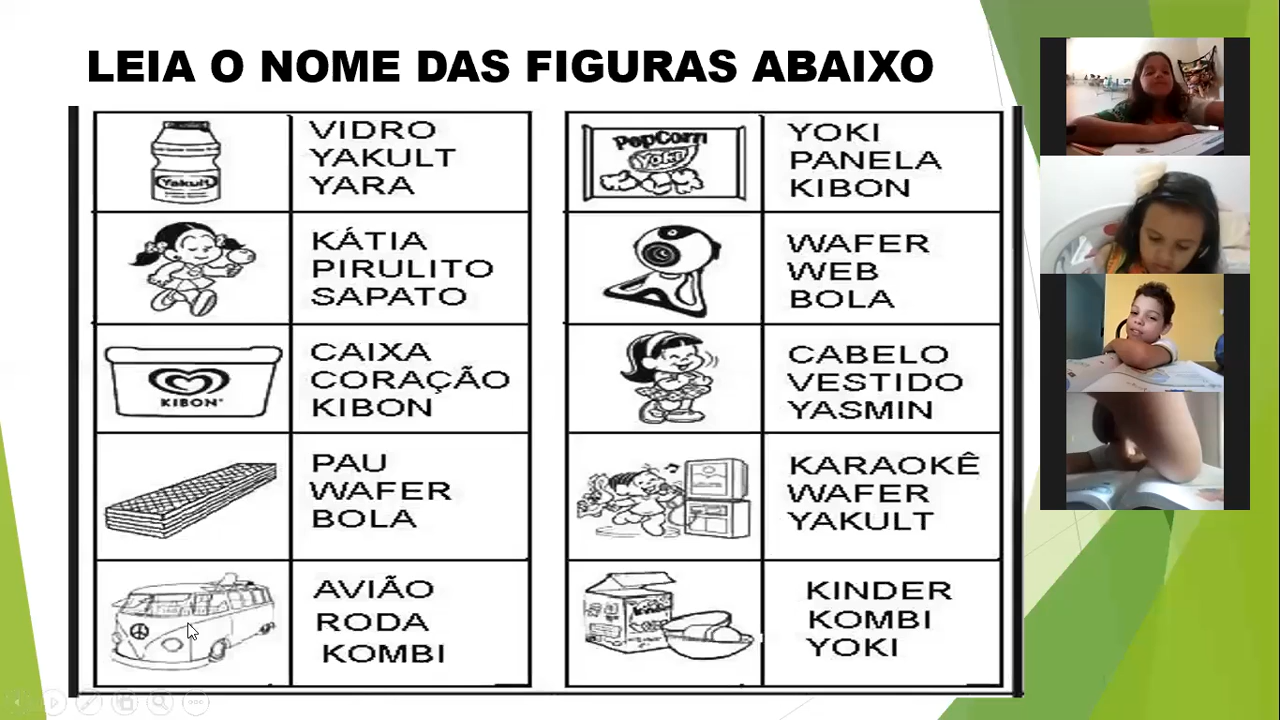 LEIA O NOME DAS FIGURAS ABAIXO
Yakult
VIDRO
YAKULT
YARA
KÁTIA
PIRULITO
SAPATO
KIBON
CAIXA
CORAÇÃO
KIBON
PAU
WAFER
BOLA
AVIÃO
RODA
KOMBI
PopCorn
YOKI
YOKI
PANELA
KIBON
WAFER
WEB
BOLA
CABELO
VESTIDO
YASMIN
KARAOKÊ
WAFER
YAKULT
KINDER
KOMBI
YOKI